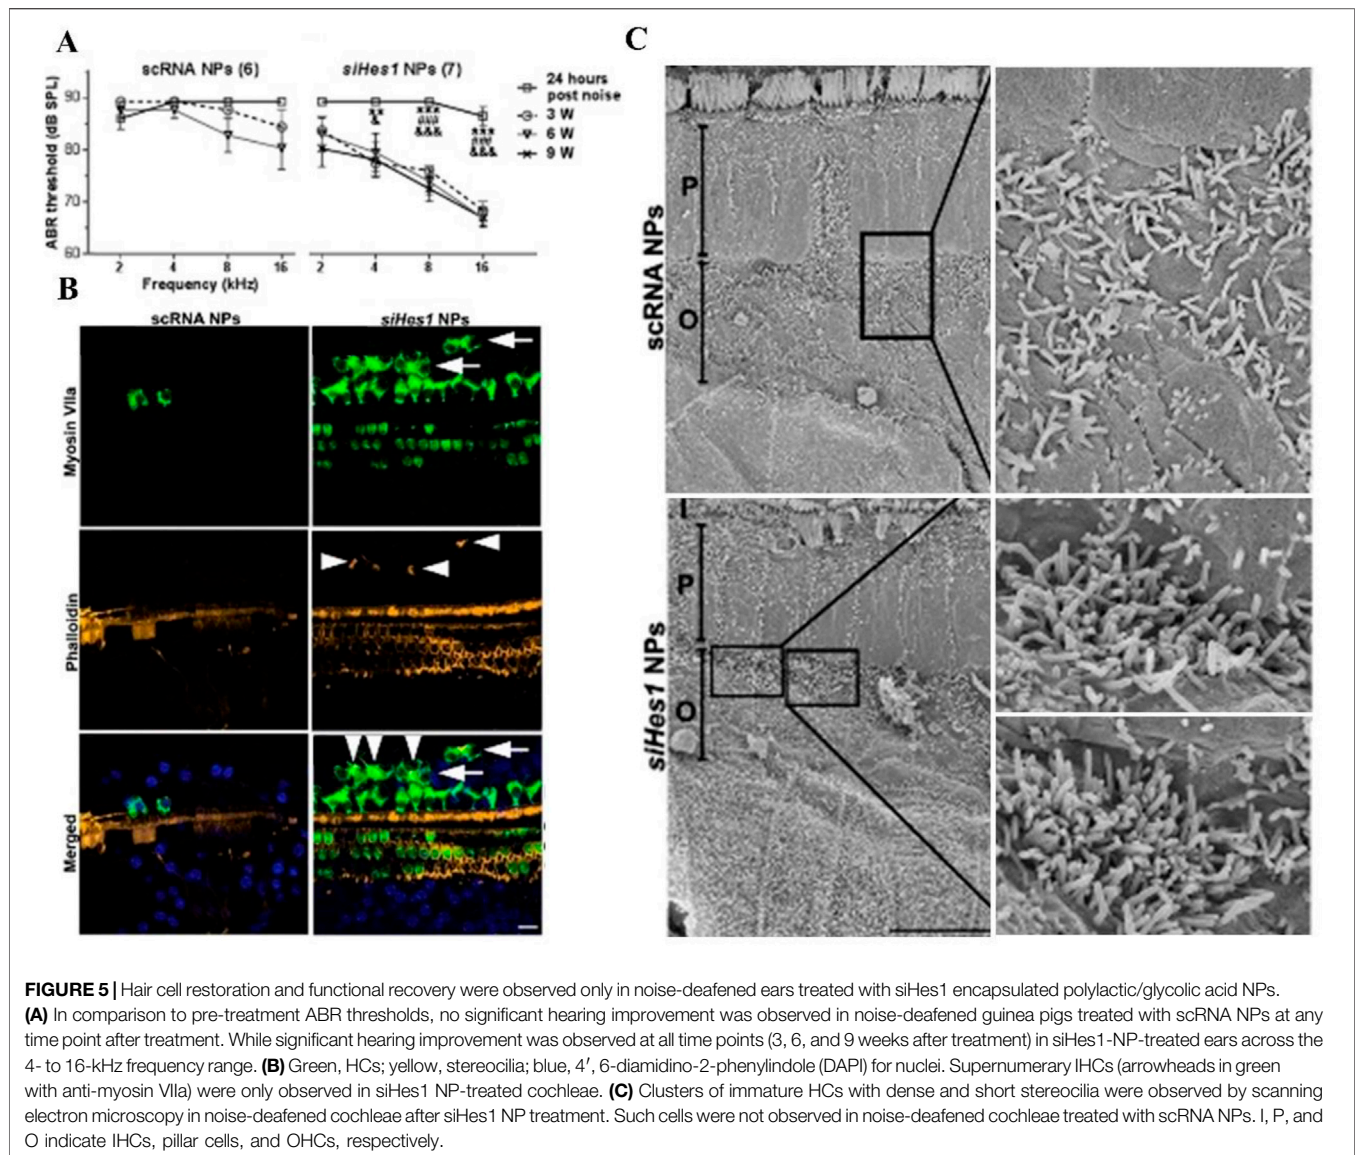 A
scRNA NPs (6)
siHes1 NPs (7)
24 hours
post noise
3 W
6 W
9 W
ABR threshold (dB SPL)
90
80
70
60
**
&
***
###
&&&
***
###
&&&
2 4 8 16 2 4 8 16
Frequency (kHz)
B
scRNA NPs
siHes1 NPs
Myosin VIIa
Phalloidin
Merged
C
scRNA NPs
I
P
O
siHes1 NPs
I
P
O
FIGURE 5 | Hair cell restoration and functional recovery were observed only in noise-deafened ears treated with siHes1 encapsulated polylactic/glycolic acid NPs.
(A) In comparison to pre-treatment ABR thresholds, no significant hearing improvement was observed in noise-deafened guinea pigs treated with scRNA NPs at any
time point after treatment. While significant hearing improvement was observed at all time points (3, 6, and 9 weeks after treatment) in siHes1-NP-treated ears across the
4- to 16-kHz frequency range. (B) Green, HCs; yellow, stereocilia; blue, 4′, 6-diamidino-2-phenylindole (DAPI) for nuclei. Supernumerary IHCs (arrowheads in green
with anti-myosin VIIa) were only observed in siHes1 NP-treated cochleae. (C) Clusters of immature HCs with dense and short stereocilia were observed by scanning
electron microscopy in noise-deafened cochleae after siHes1 NP treatment. Such cells were not observed in noise-deafened cochleae treated with scRNA NPs. I, P, and
O indicate IHCs, pillar cells, and OHCs, respectively.